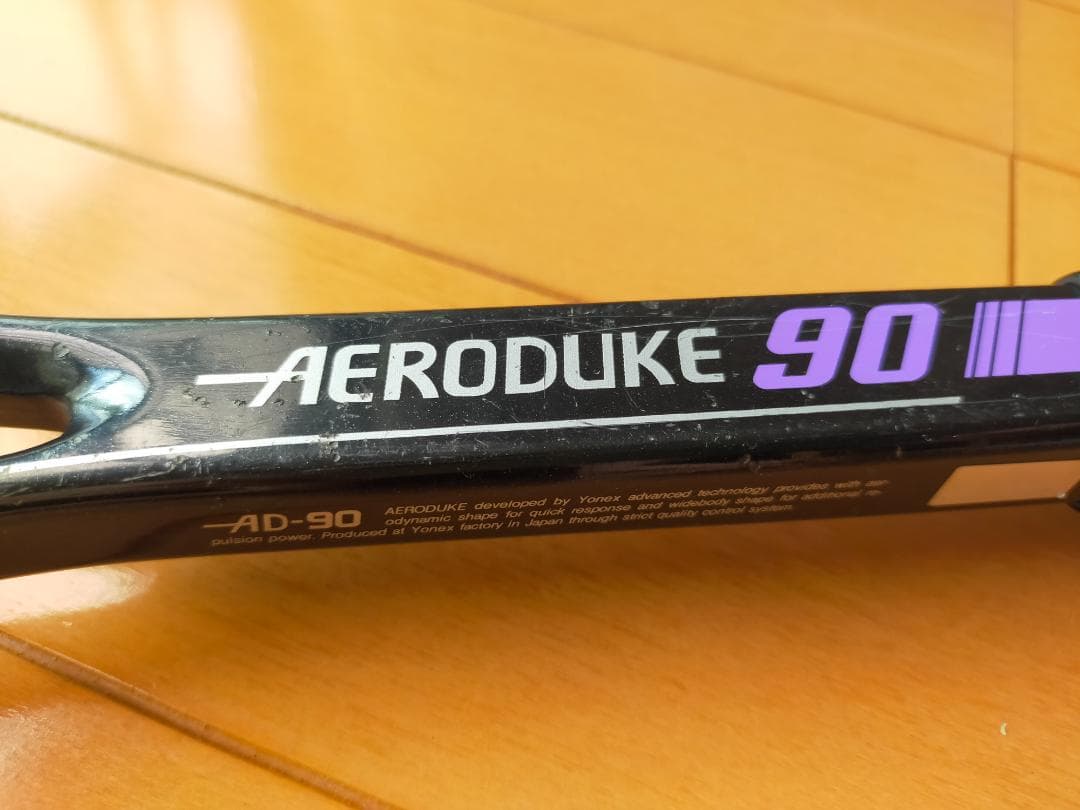 AERODUKE 90
AD-90 AERODUKE developed by Yonex advanced technology provides with aer-
odynamic shape for quick response and widebody shape for additional re-
pulsion power. Produced at Yonex factory in Japan through strict quality control system.